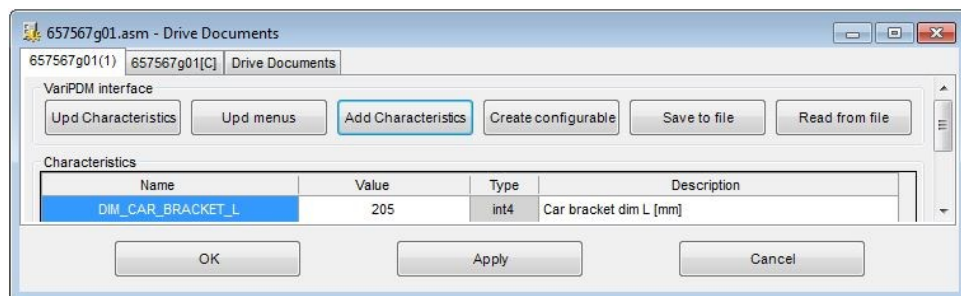 657567g01.asm - Drive Documents
657567g01(1) 657567g01[C] Drive Documents
VariPDM interface
Upd Characteristics Upd menus Add Characteristics Create configurable Save to file Read from file
Characteristics
Name Value Type Description
DIM_CAR_BRACKET_L 205 int4 Car bracket dim L [mm]
OK Apply Cancel